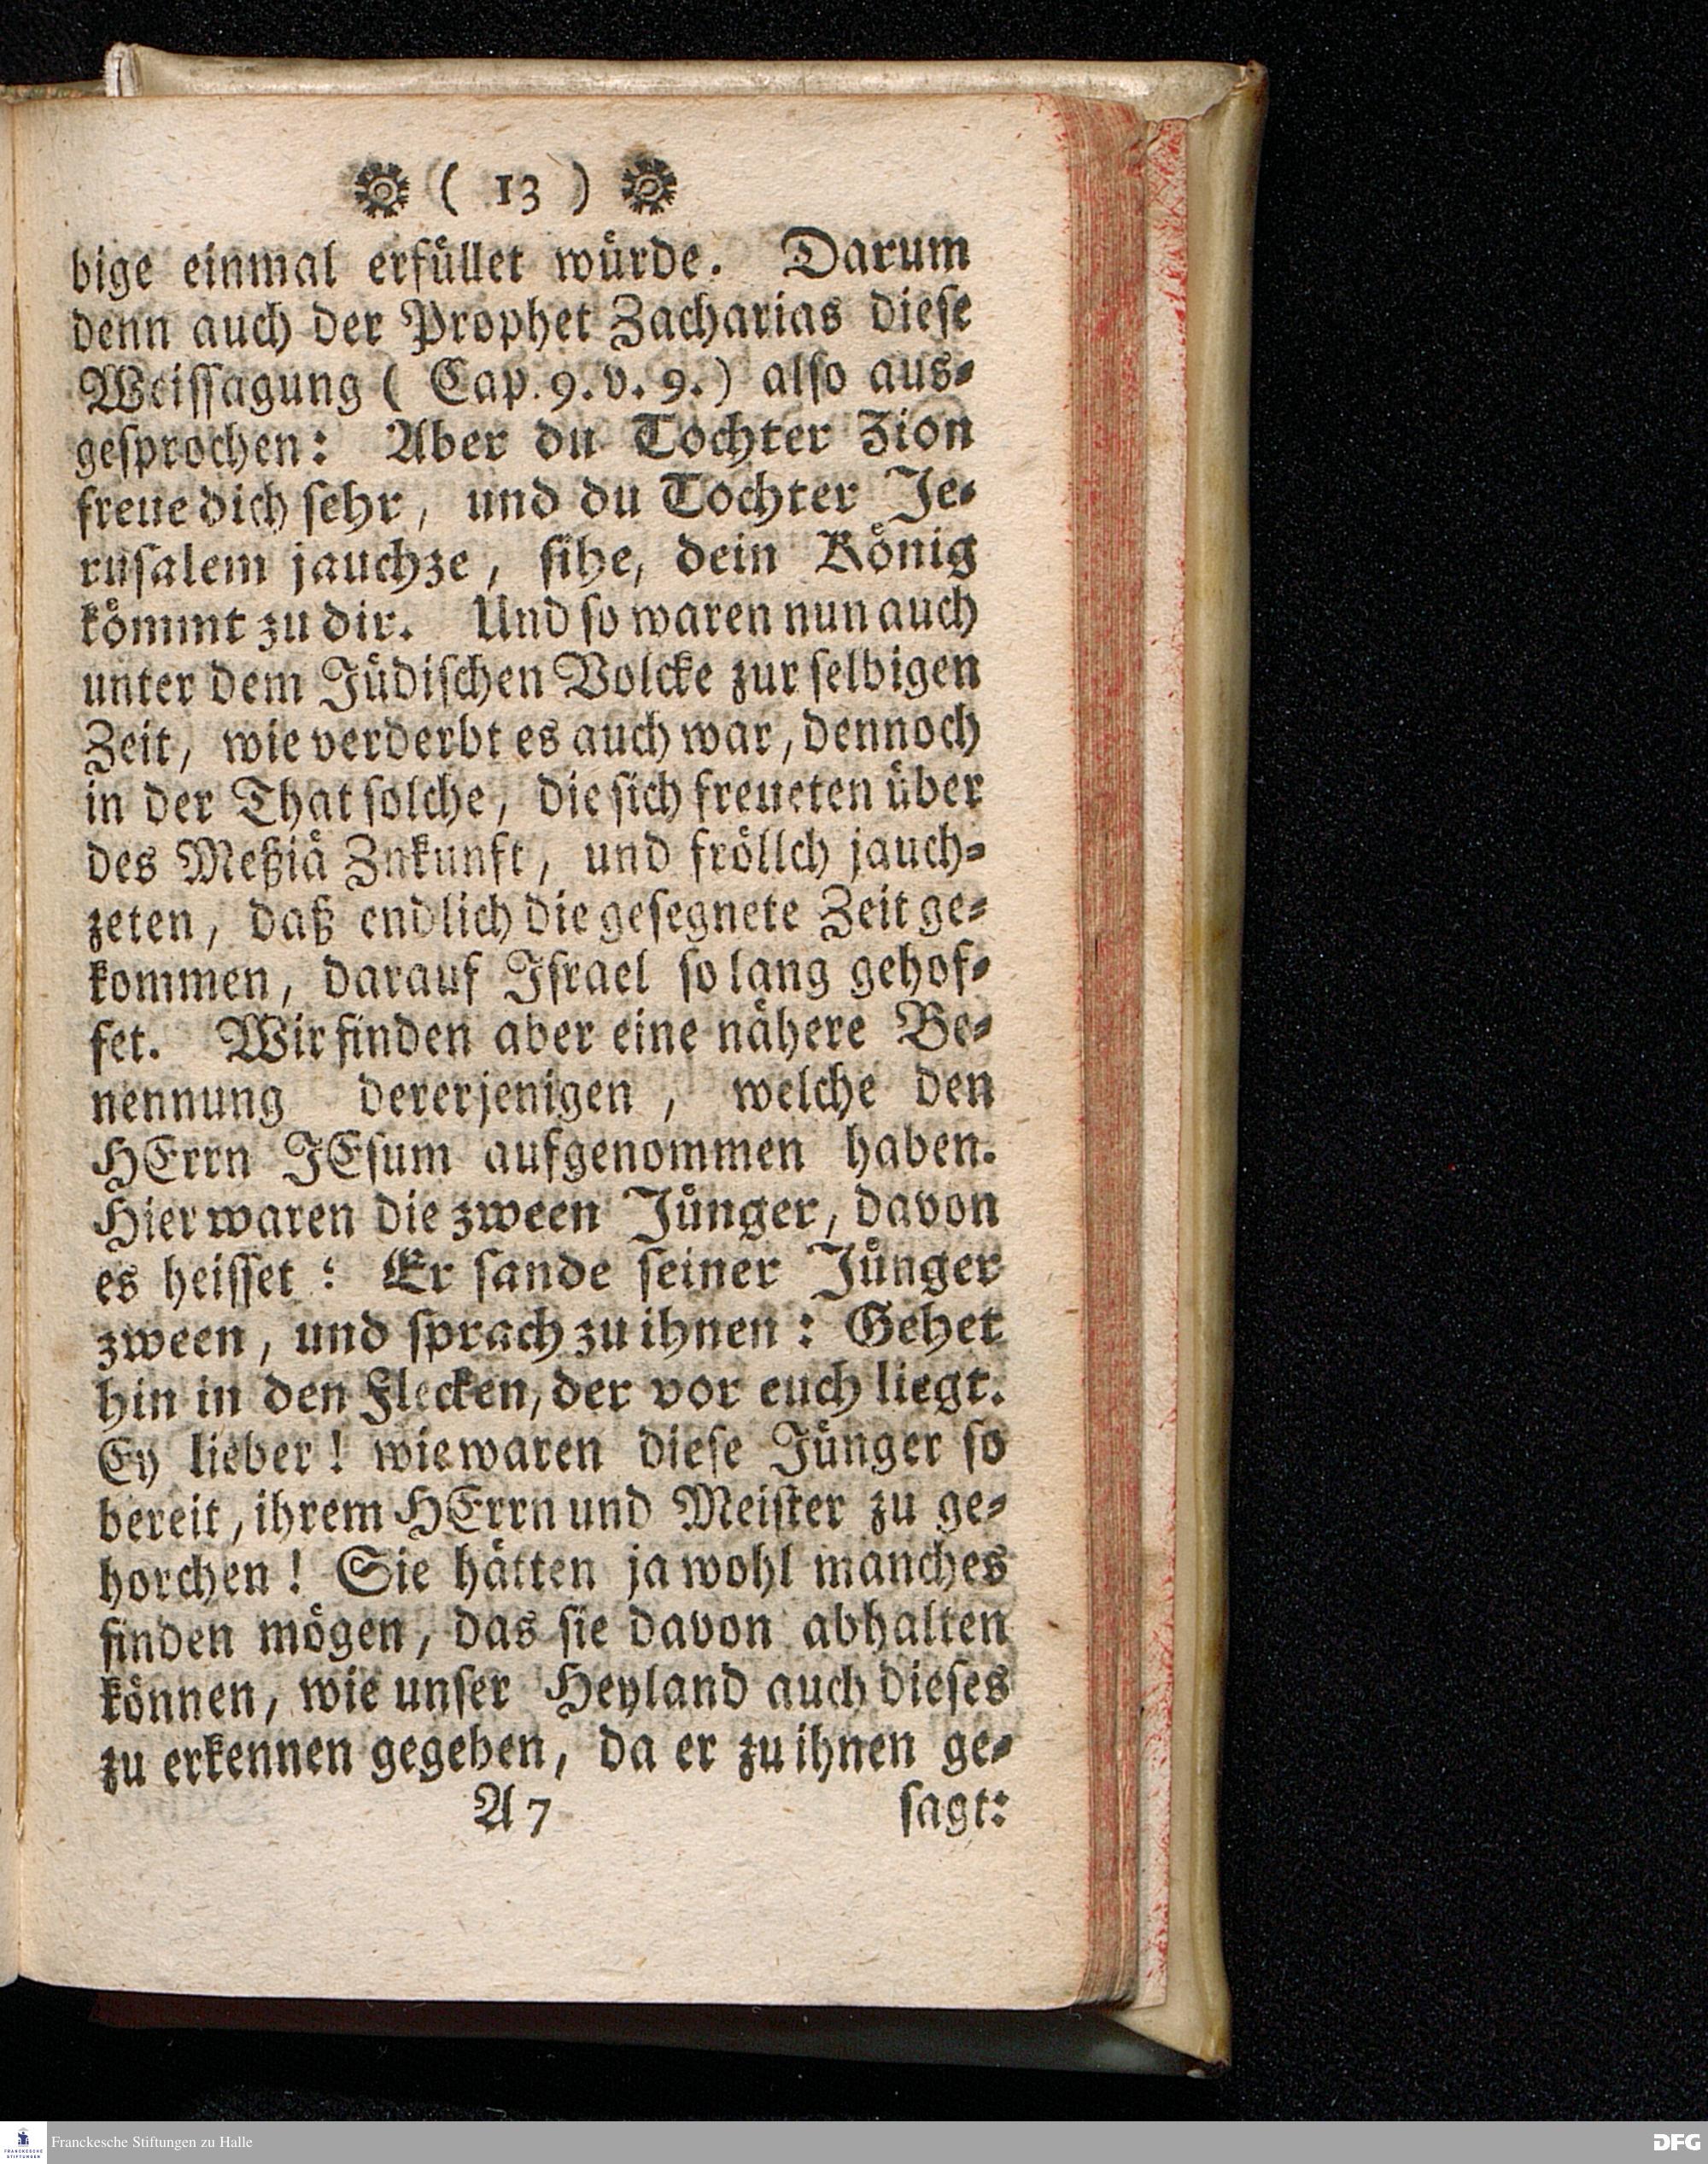 ( 13 )
bige einmal erfüllet würde. Darum
denn auch der Prophet Zacharias diese
Weissagung ( Cap. 9. v. 9.) also aus-
gesprochen: Aber du Tochter Zion
freue dich sehr, und du Tochter Je-
rusalem jauchze, sihe, dein König
kömmt zu dir. Und so waren nun auch
unter dem Jüdischen Volcke zur selbigen
Zeit, wie verderbt es auch war, dennoch
in der That solche, die sich freueten über
des Meßiä Znkunft, und fröllch jauch-
zeten, daß endlich die gesegnete Zeit ge-
kommen, darauf Israel so lang gehof-
fet. Wir finden aber eine nähere Be-
nennung dererjenigen, welche den
HErrn JEsum aufgenommen haben.
Hier waren die zween Jünger, davon
es heisset: Er sande seiner Jünger
zween, und sprach zu ihnen: Gehet
hin in den Flecken, der vor euch liegt.
Ey lieber! wie waren diese Jünger so
bereit, ihrem HErrn und Meister zu ge-
horchen! Sie hätten ja wohl manches
finden mögen, das sie davon abhalten
können, wie unser Heyland auch dieses
zu erkennen gegeben, da er zu ihnen ge-
A 7 sagt:
FRANCKESCHE STIFTUNGEN
Franckesche Stiftungen zu Halle
DFG